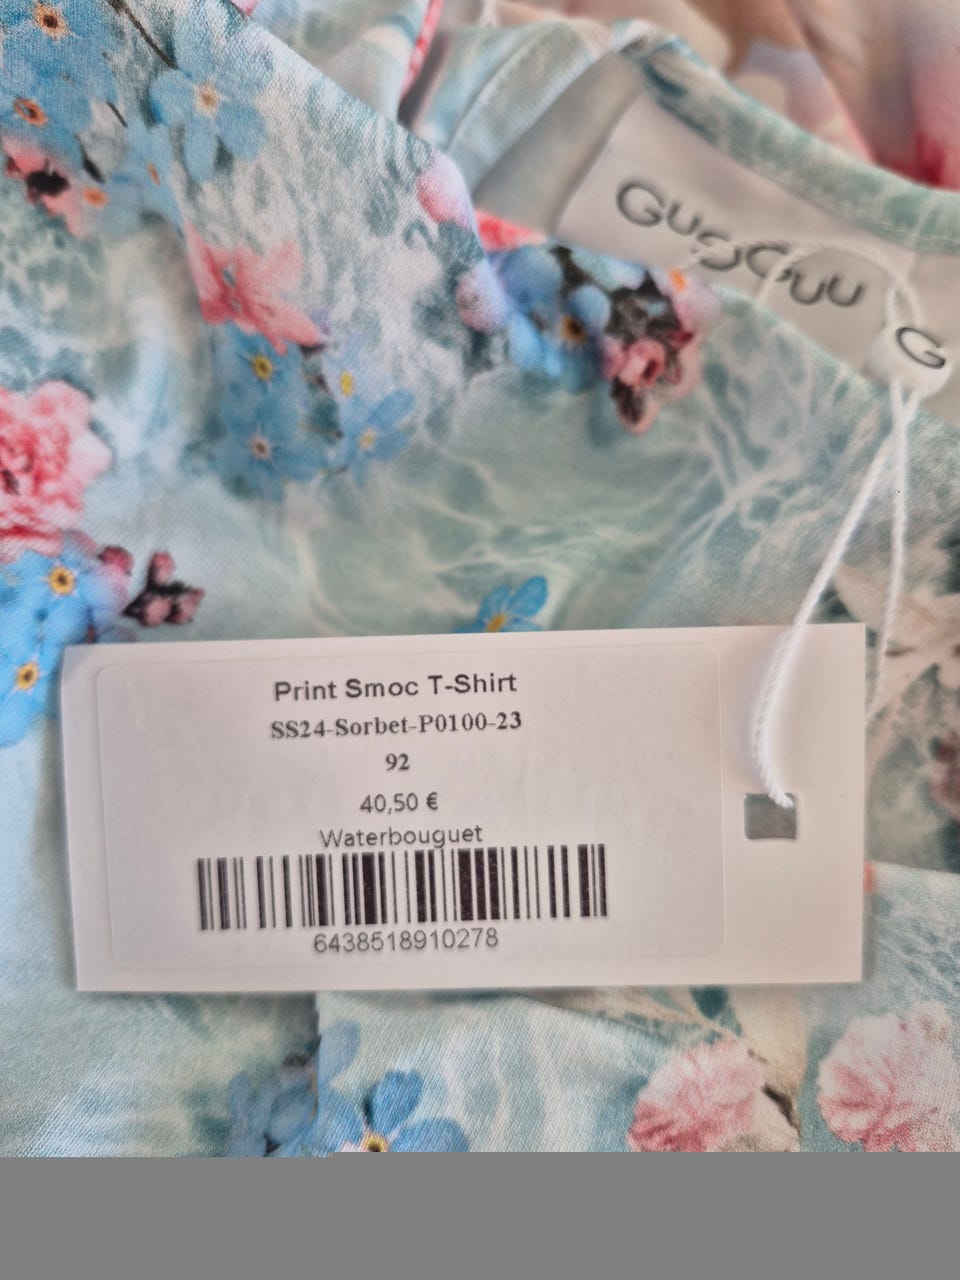 GUGGUU
G
Print Smoc T-Shirt
SS24-Sorbet-P0100-23
92
40,50 €
Waterbouguet
6438518910278